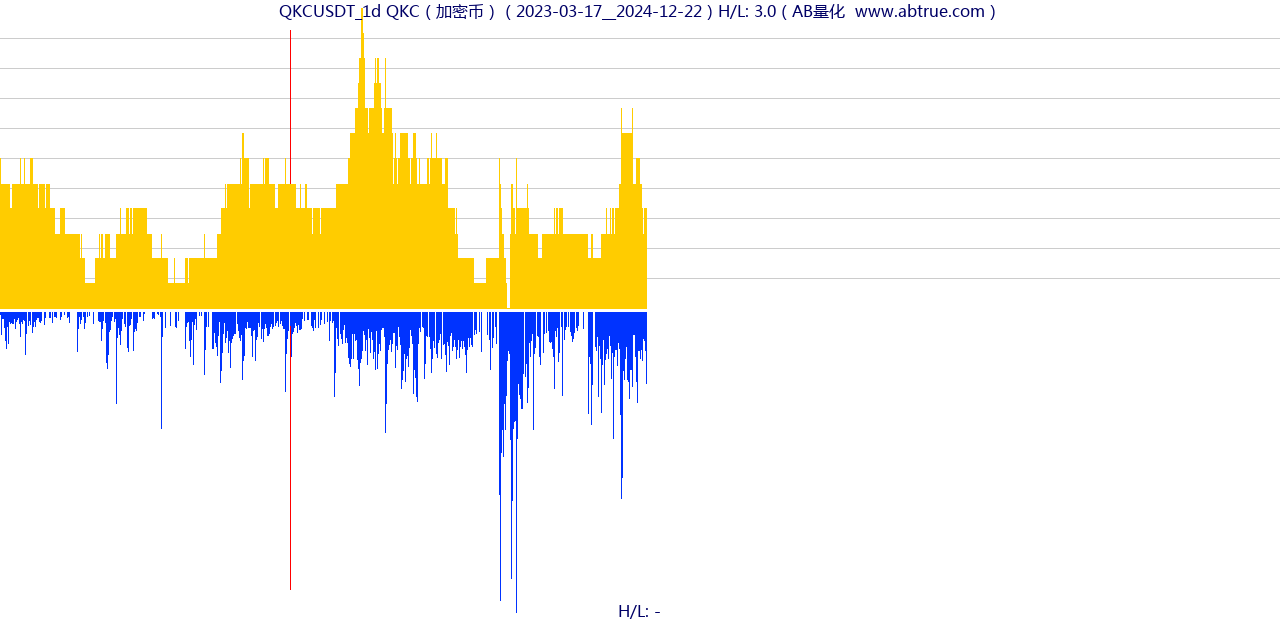 QKCUSDT_1d QKC（加密币）（2023-03-17__2024-12-22）H/L: 3.0（AB量化  www.abtrue.com）
H/L: -